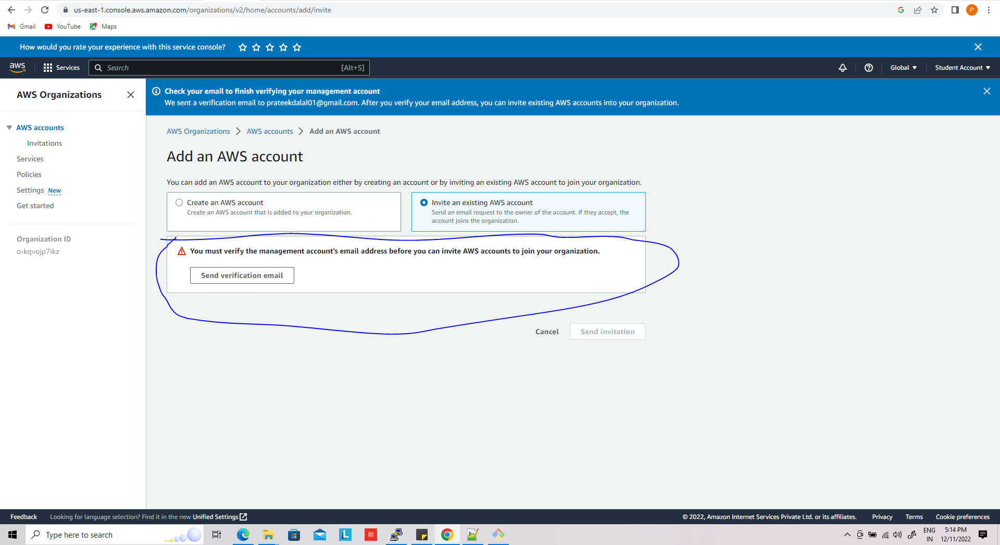 us-east-1.console.aws.amazon.com/organizations/v2/home/accounts/add/invite
G
P
Gmail
YouTube
Maps
How would you rate your experience with this service console?
aws
Services
Search
[Alt+S]
Global
Student Account
AWS Organizations
Check your email to finish verifying your management account
We sent a verification email to prateekdalal01@gmail.com. After you verify your email address, you can invite existing AWS accounts into your organization.
AWS accounts
Invitations
Services
Policies
Settings New
Get started
Organization ID
o-kqvojp7ikz
AWS Organizations
AWS accounts
Add an AWS account
Add an AWS account
You can add an AWS account to your organization either by creating an account or by inviting an existing AWS account to join your organization.
Create an AWS account
Create an AWS account that is added to your organization.
Invite an existing AWS account
Send an email request to the owner of the account. If they accept, the
account joins the organization.
You must verify the management account's email address before you can invite AWS accounts to join your organization.
Send verification email
Cancel
Send invitation
Feedback
Looking for language selection? Find it in the new Unified Settings
© 2022, Amazon Internet Services Private Ltd. or its affiliates.
Privacy
Terms
Cookie preferences
Type here to search
L
ENG
IN
5:14 PM
12/11/2022